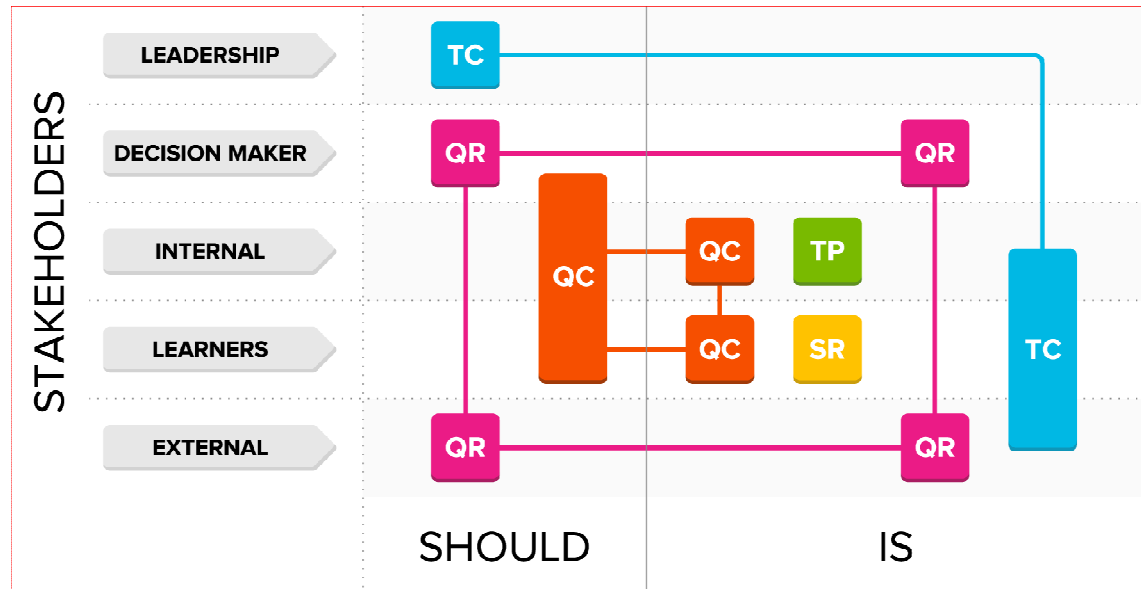 STAKEHOLDERS
LEADERSHIP
TC
DECISION MAKER
QR
QR
INTERNAL
QC
QC
TP
LEARNERS
QC
SR
TC
EXTERNAL
QR
QR
SHOULD
IS